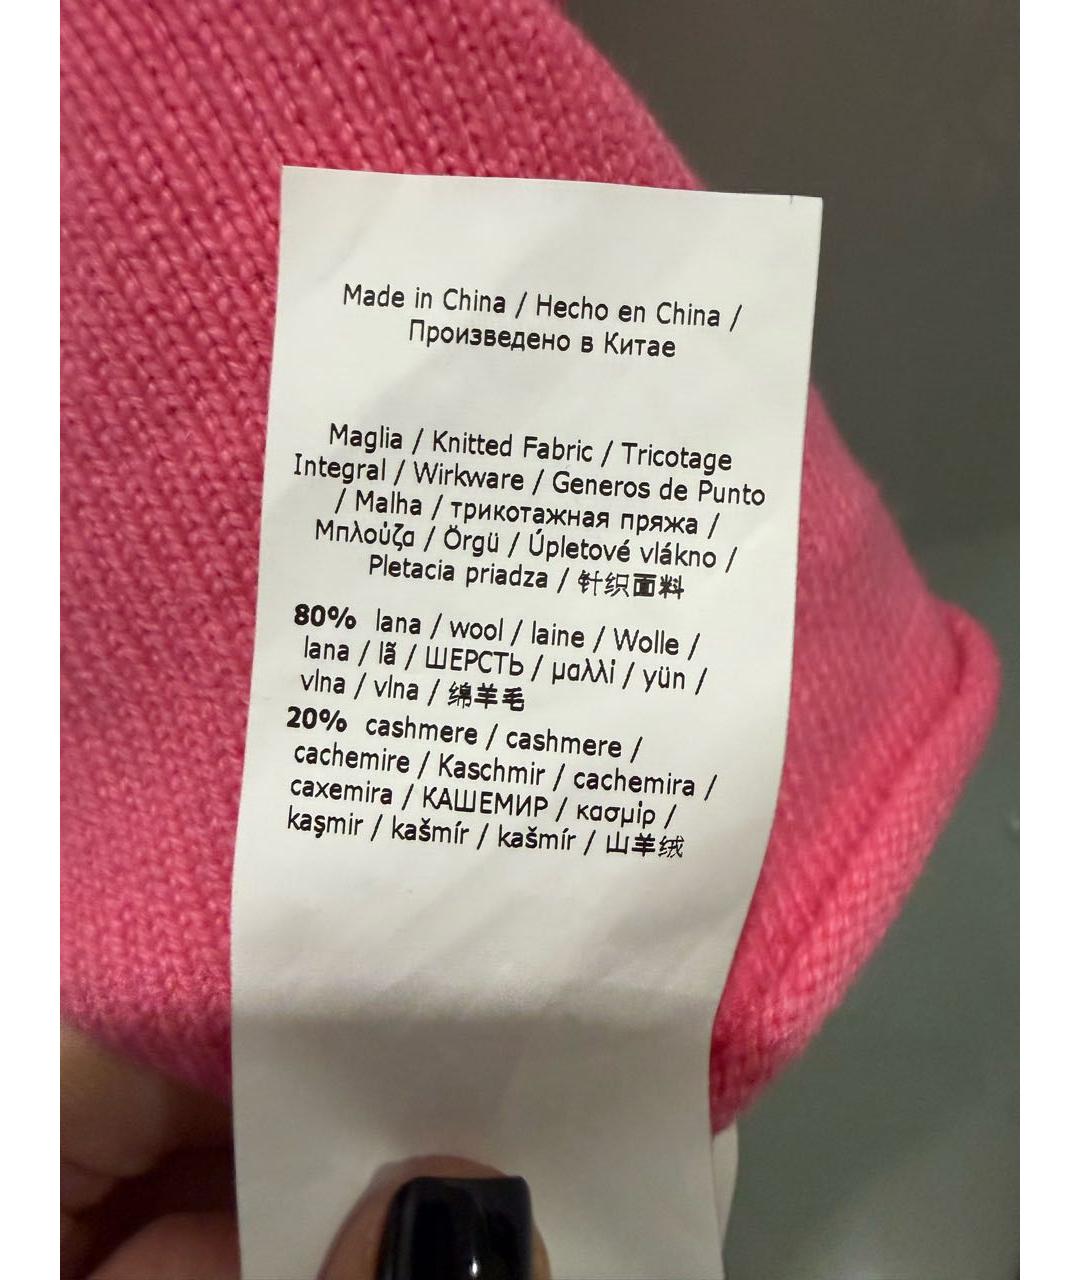 Made in China / Hecho en China /
Произведено в Китае
Maglia / Knitted Fabric / Tricotage
Integral / Wirkware / Generos de Punto
/ Malha / трикотажная пряжа /
Μπλούζα / Örgü / Úpletové vlákno /
Pletacia priadza / 针织面料
80% lana / wool / laine / Wolle /
lana / lã / ШЕРСТЬ / μαλλί / yün /
vlna / vlna / 绵羊毛
20% cashmere / cashmere /
cachemire / Kaschmir / cachemira /
caxemira / КАШЕМИР / κασμίρ /
kaşmir / kašmír / kašmír / 山羊绒